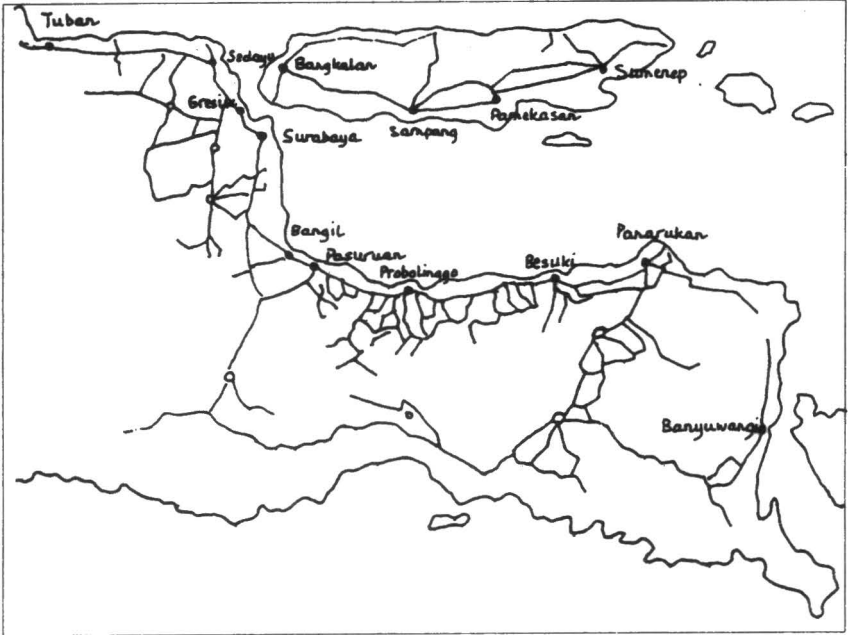 Tuban
Sedayu
Bangkalan
Sumenep
Gresik
Pamekasan
Sampang
Surabaya
Bangil
Pasuruan
Probolinggo
Besuki
Panarukan
Banyuwangi